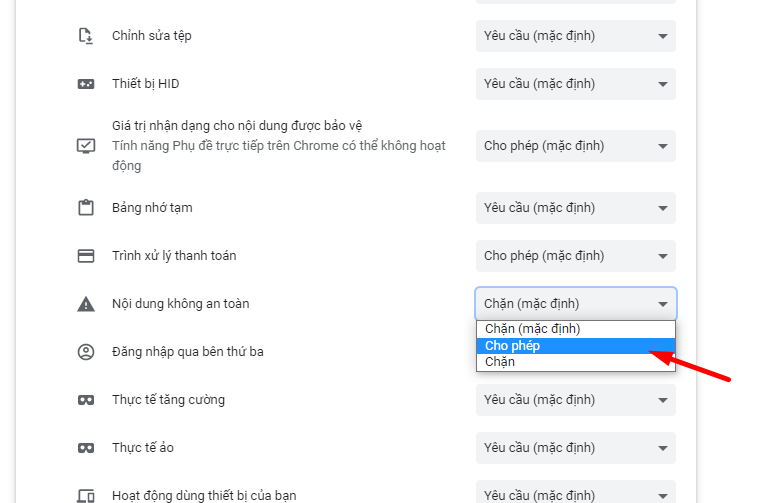 Chỉnh sửa tệp
Yêu cầu (mặc định)
Thiết bị HID
Yêu cầu (mặc định)
Giá trị nhận dạng cho nội dung được bảo vệ
Tính năng Phụ đề trực tiếp trên Chrome có thể không hoạt
động
Cho phép (mặc định)
Bảng nhớ tạm
Yêu cầu (mặc định)
Trình xử lý thanh toán
Cho phép (mặc định)
Nội dung không an toàn
Chặn (mặc định)
Chặn (mặc định)
Cho phép
Chặn
Đăng nhập qua bên thứ ba
Thực tế tăng cường
Yêu cầu (mặc định)
Thực tế ảo
Yêu cầu (mặc định)
Hoạt động dùng thiết bị của bạn
Yêu cầu (mặc định)